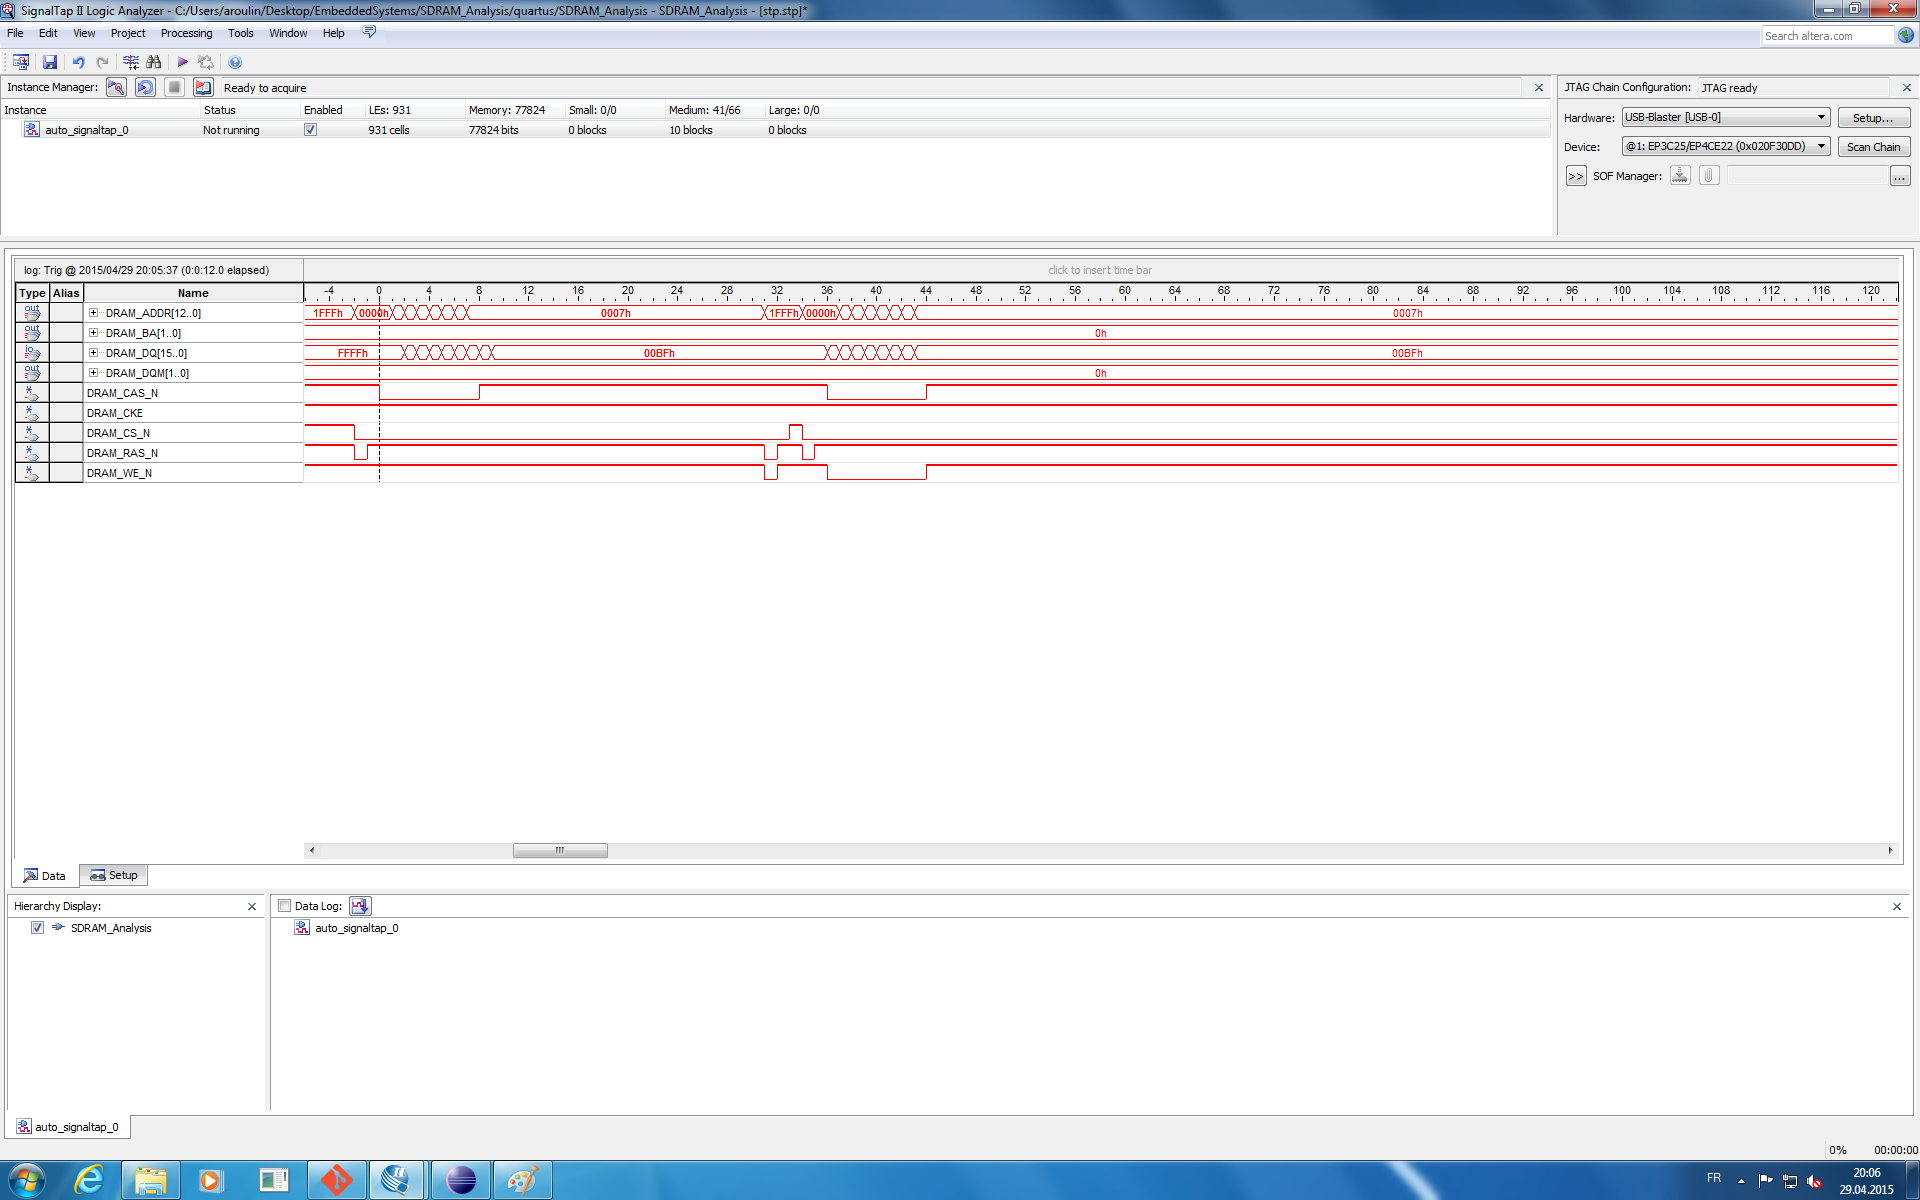 SignalTap II Logic Analyzer - C:/Users/aroulin/Desktop/EmbeddedSystems/SDRAM_Analysis/quartus/SDRAM_Analysis - SDRAM_Analysis - [stp.stp]*
File Edit View Project Processing Tools Window Help
Search altera.com
Instance Manager: Ready to acquire
JTAG Chain Configuration: JTAG ready
Instance Status Enabled LEs: 931 Memory: 77824 Small: 0/0 Medium: 41/66 Large: 0/0
auto_signaltap_0 Not running 931 cells 77824 bits 0 blocks 10 blocks 0 blocks
Hardware: USB-Blaster [USB-0] Setup...
Device: @1: EP3C25/EP4CE22 (0x020F30DD) Scan Chain
>> SOF Manager: ...
log: Trig @ 2015/04/29 20:05:37 (0:0:12.0 elapsed) click to insert time bar
Type Alias Name -4 0 4 8 12 16 20 24 28 32 36 40 44 48 52 56 60 64 68 72 76 80 84 88 92 96 100 104 108 112 116 120
out DRAM_ADDR[12..0] 1FFFh 0000h 0007h 1FFFh 0000h 0007h
out DRAM_BA[1..0] 0h
io DRAM_DQ[15..0] FFFFh 00BFh 00BFh
out DRAM_DQM[1..0] 0h
* DRAM_CAS_N
* DRAM_CKE
* DRAM_CS_N
* DRAM_RAS_N
* DRAM_WE_N
Data Setup
Hierarchy Display:
SDRAM_Analysis
Data Log:
auto_signaltap_0
auto_signaltap_0
0% 00:00:00
FR 20:06
29.04.2015